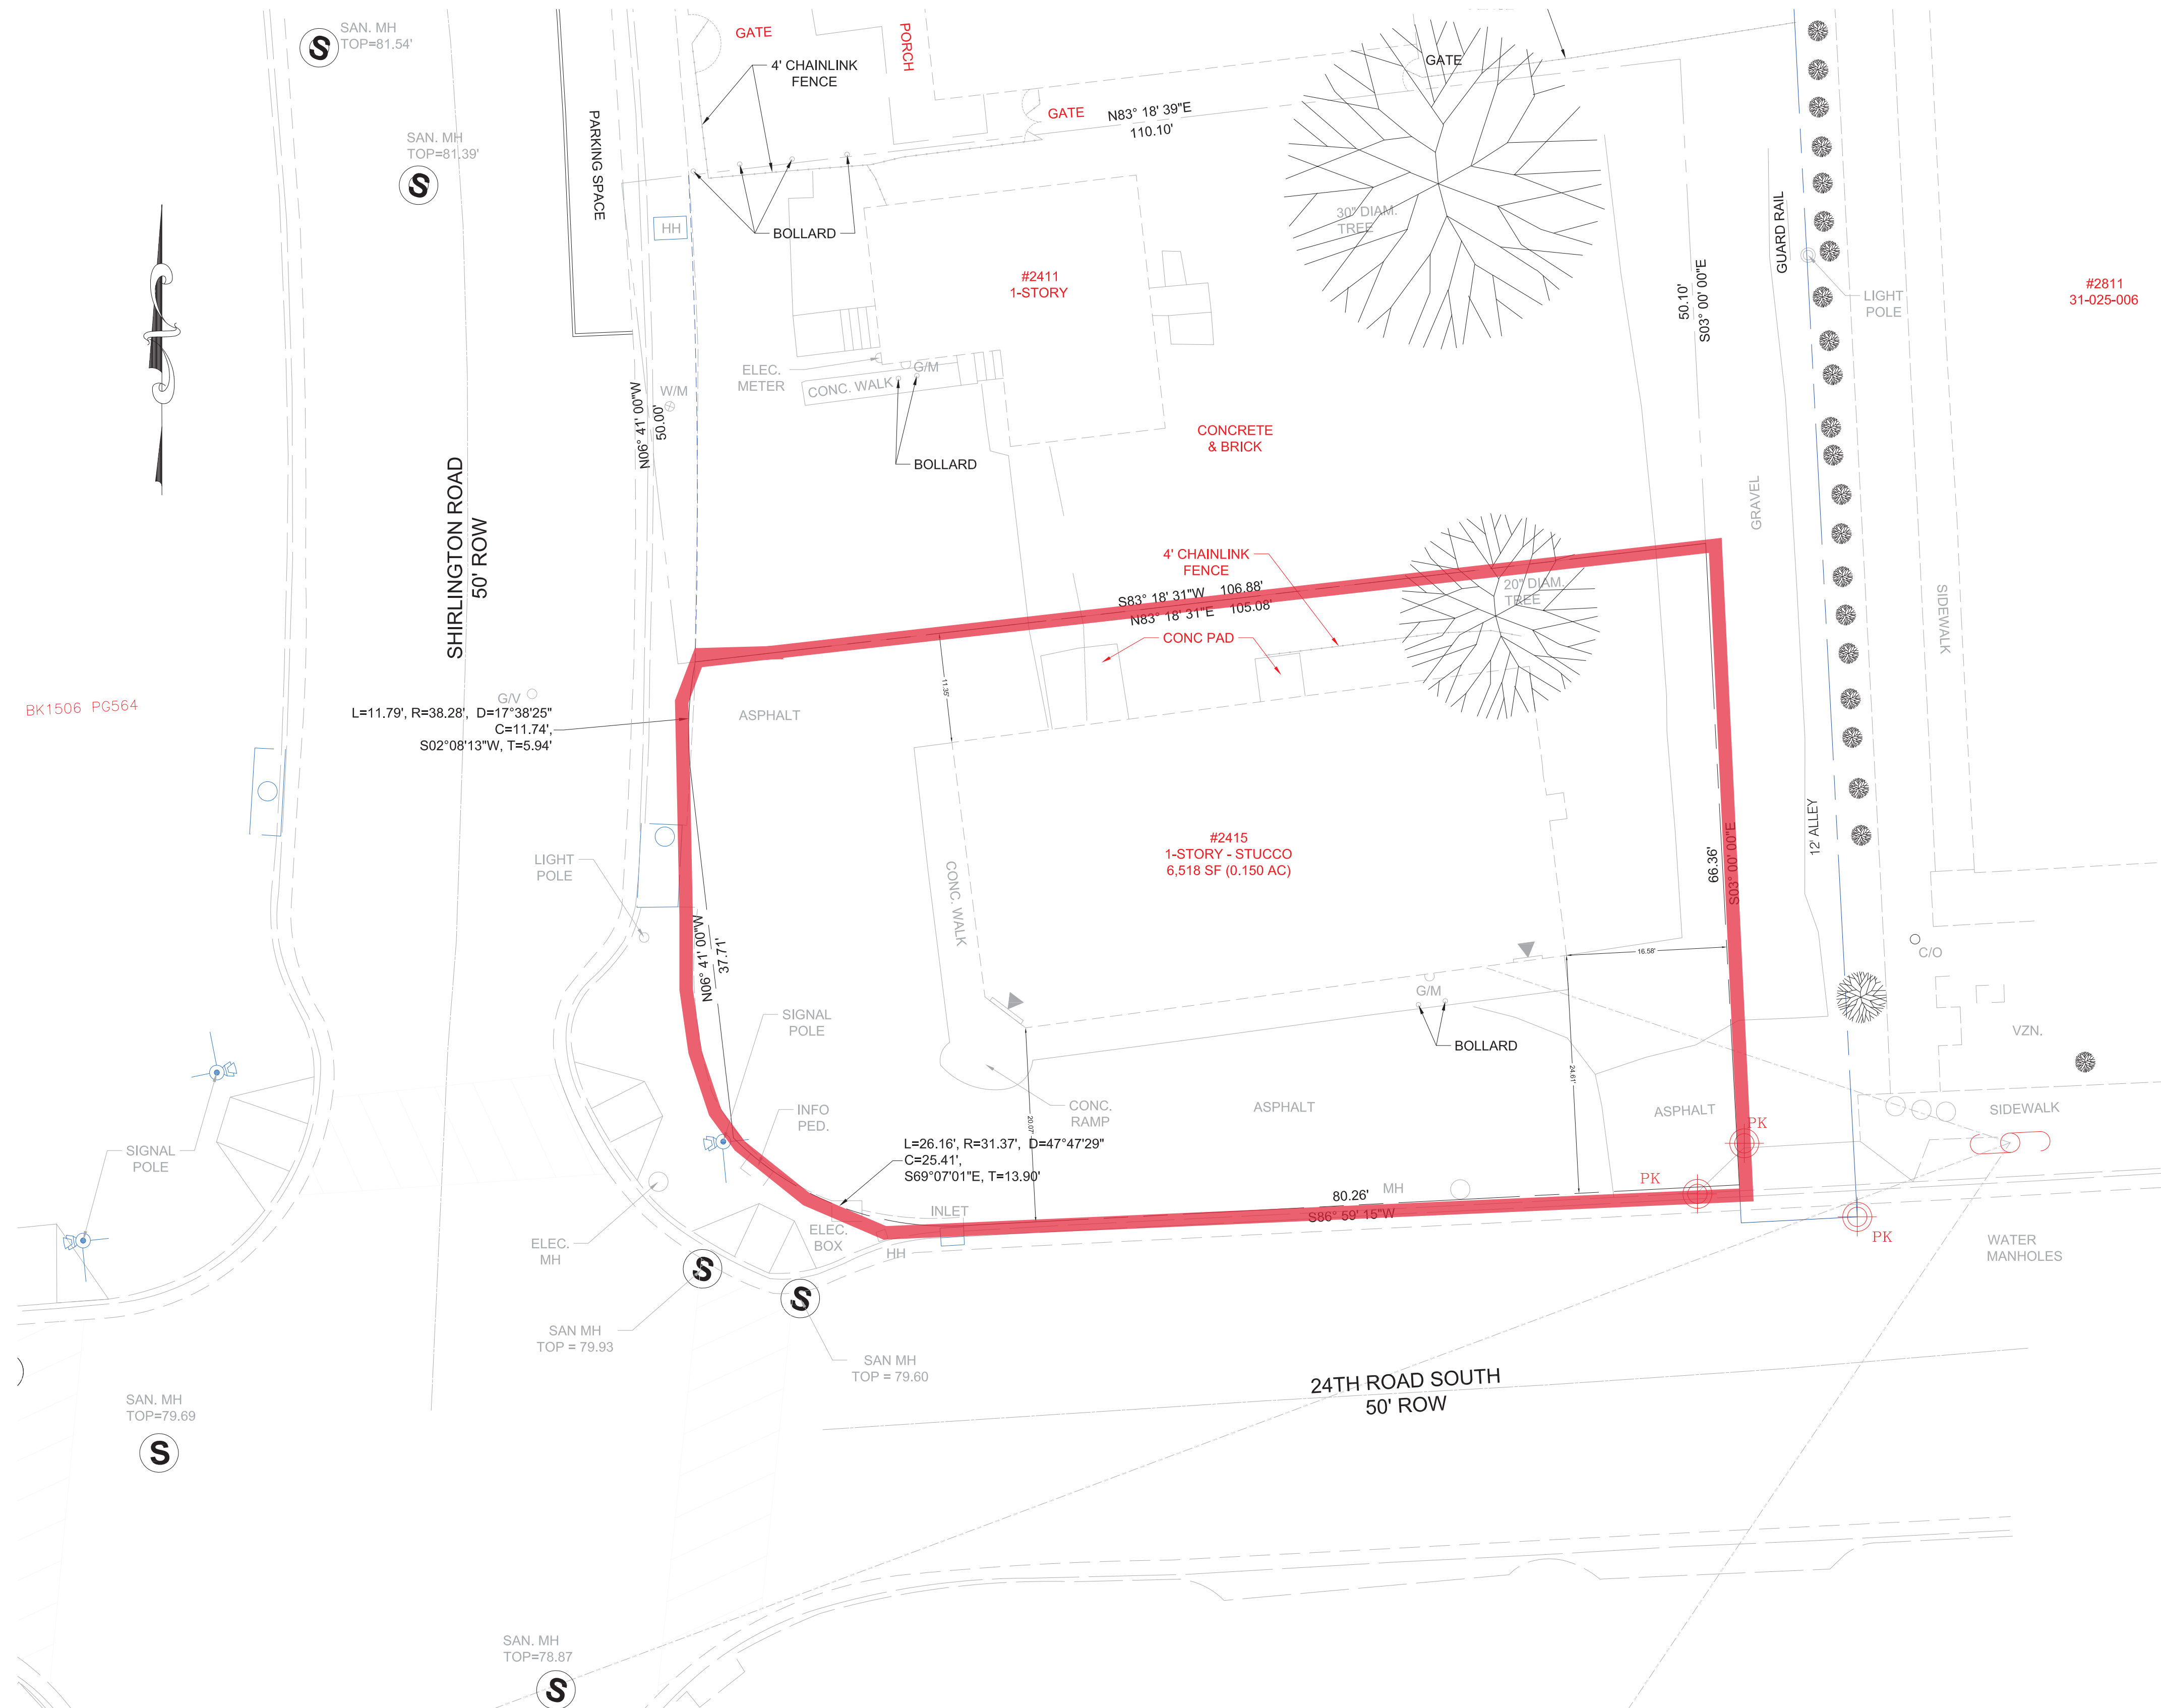 SAN. MH
TOP=81.54'
GATE
PORCH
4' CHAINLINK
FENCE
GATE
GATE
N83° 18' 39"E
110.10'
SAN. MH
TOP=81.39'
PARKING SPACE
HH
BOLLARD
30" DIAM.
TREE
#2411
1-STORY
GUARD RAIL
50.10'
S03° 00' 00"E
LIGHT
POLE
#2811
31-025-006
ELEC.
METER
G/M
CONC. WALK
W/M
N06° 41' 00"W
50.00'
CONCRETE
& BRICK
BOLLARD
SHIRLINGTON ROAD
50' ROW
GRAVEL
4' CHAINLINK
FENCE
20" DIAM.
TREE
S83° 18' 31"W 106.88'
N83° 18' 31"E 105.08'
CONC PAD
SIDEWALK
BK1506 PG564
G/V
L=11.79', R=38.28', D=17°38'25"
C=11.74',
S02°08'13"W, T=5.94'
11.35'
ASPHALT
#2415
1-STORY - STUCCO
6,518 SF (0.150 AC)
LIGHT
POLE
CONC. WALK
66.36'
S03° 00' 00"E
12' ALLEY
N06° 41' 00"W
37.71'
16.58'
C/O
G/M
SIGNAL
POLE
BOLLARD
VZN.
24.61'
INFO
PED.
CONC.
RAMP
20.07'
ASPHALT
ASPHALT
SIDEWALK
PK
SIGNAL
POLE
L=26.16', R=31.37', D=47°47'29"
C=25.41',
S69°07'01"E, T=13.90'
PK
MH
80.26'
S86° 59' 15"W
INLET
ELEC.
BOX
HH
ELEC.
MH
PK
WATER
MANHOLES
SAN MH
TOP = 79.93
SAN MH
TOP = 79.60
24TH ROAD SOUTH
50' ROW
SAN. MH
TOP=79.69
SAN. MH
TOP=78.87
S
S
S
S
S
S